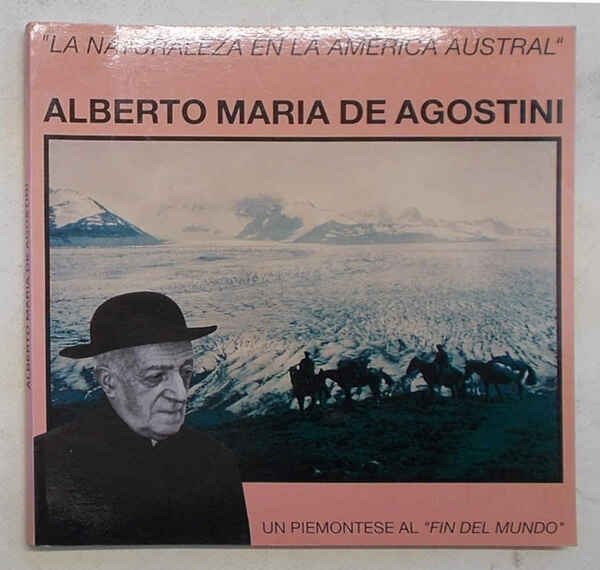 "LA NATURALEZA EN LA AMERICA AUSTRAL"
ALBERTO MARIA DE AGOSTINI
ALBERTO MARIA DE AGOSTINI
UN PIEMONTESE AL "FIN DEL MUNDO"